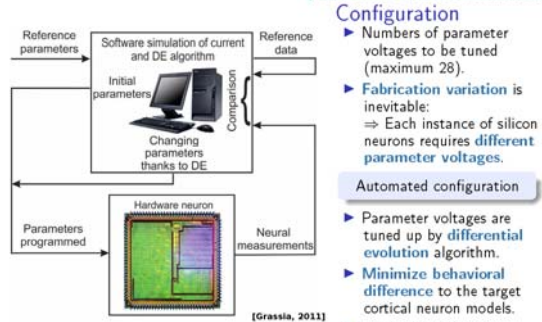 Reference
parameters
Software simulation of current
and DE algorithm
Reference
data
Initial
parameters
Comparison
Changing
parameters
thanks to DE
Parameters
programmed
Hardware neuron
Neural
measurements
[Grassia, 2011]
Configuration
▶ Numbers of parameter
voltages to be tuned
(maximum 28).
▶ Fabrication variation is
inevitable:
⇒ Each instance of silicon
neurons requires different
parameter voltages.
Automated configuration
▶ Parameter voltages are
tuned up by differential
evolution algorithm.
▶ Minimize behavioral
difference to the target
cortical neuron models.